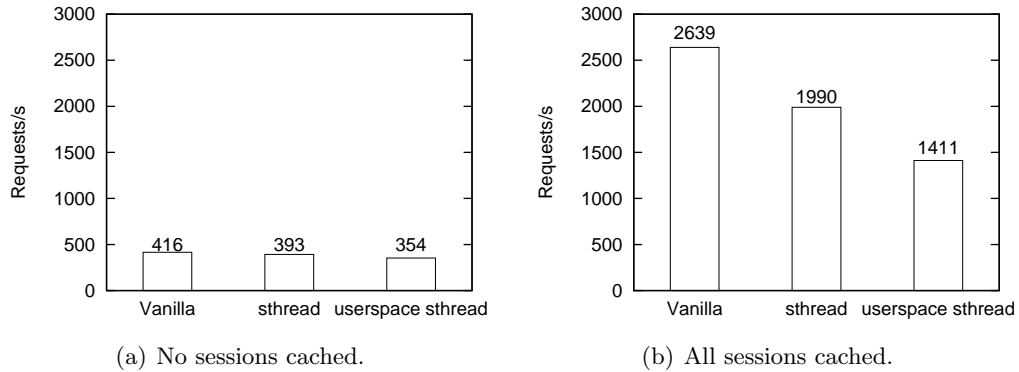 3000
2500
2000
1500
1000
500
0
Requests/s
416
393
354
Vanilla
sthread
userspace sthread
(a) No sessions cached.
3000
2500
2000
1500
1000
500
0
Requests/s
2639
1990
1411
Vanilla
sthread
userspace sthread
(b) All sessions cached.